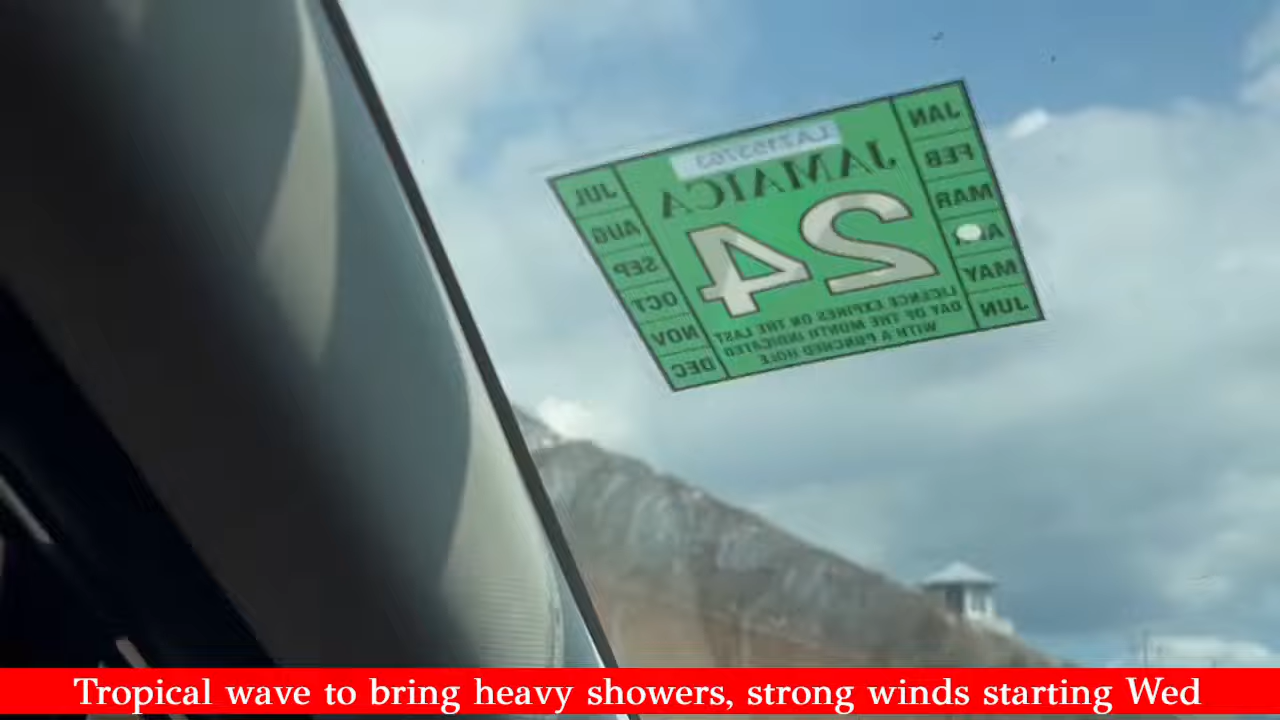 JAMAICA
24
LICENCE EXPIRES ON THE LAST
DAY OF THE MONTH INDICATED
WITH A PUNCHED HOLE
JAN
FEB
MAR
MAY
JUN
JUL
AUG
SEP
OCT
NOV
DEC
Tropical wave to bring heavy showers, strong winds starting Wed